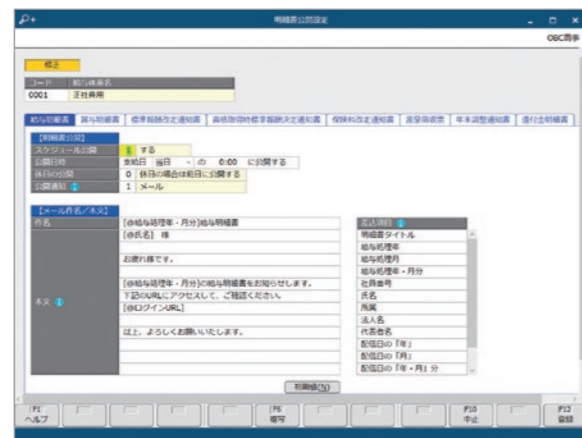 明細書公開設定
OBC商事
修正
コード 給与体系名
0001 正社員用
給与明細書 賞与明細書 標準報酬改定通知書 資格取得時標準報酬決定通知書 保険料改定通知書 源泉徴収票 年末調整通知書 還付金明細書
【明細書公開】
スケジュール公開 1 する
公開日時 支給日 当日 の 0:00 に公開する
休日の公開 0 休日の場合は前日に公開する
公開通知 1 メール
【メール件名/本文】
件名 [@給与処理年・月分]給与明細書
本文
[@氏名] 様
お疲れ様です。
[@給与処理年・月分]の給与明細書をお知らせします。
下記のURLにアクセスして、ご確認ください。
[@ログインURL]
以上、よろしくお願いいたします。
差込項目
明細書タイトル
給与処理年
給与処理月
給与処理年・月分
社員番号
氏名
所属
法人名
代表者名
配信日の「年」
配信日の「月」
配信日の「年・月」分
初期値(N)
F1 ヘルプ
F6 複写
F10 中止
F12 登録